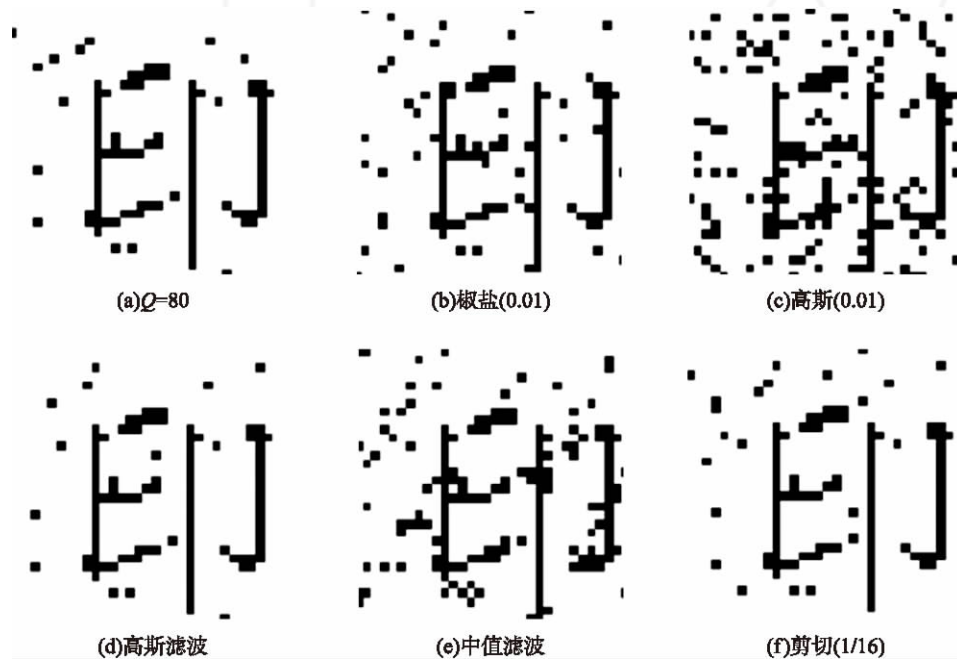 印 印 印
(a)Q=80 (b)椒盐(0.01) (c)高斯(0.01)
印 印 印
(d)高斯滤波 (e)中值滤波 (f)剪切(1/16)